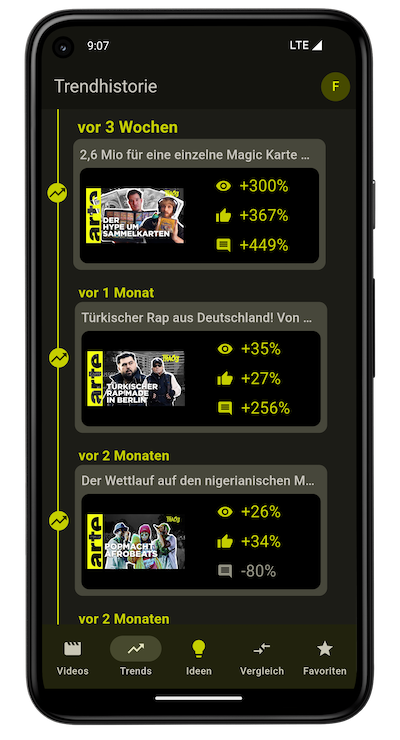 9:07
LTE
Trendhistorie
F
vor 3 Wochen
2,6 Mio für eine einzelne Magic Karte ...
arte
DER
HYPE UM
SAMMELKARTEN
+300%
+367%
+449%
vor 1 Monat
Türkischer Rap aus Deutschland! Von ...
arte
TÜRKISCHER
RAP MADE
IN BERLIN
+35%
+27%
+256%
vor 2 Monaten
Der Wettlauf auf den nigerianischen M...
arte
POPMACHT
AFROBEATS
+26%
+34%
-80%
vor 2 Monaten
Videos
Trends
Ideen
Vergleich
Favoriten